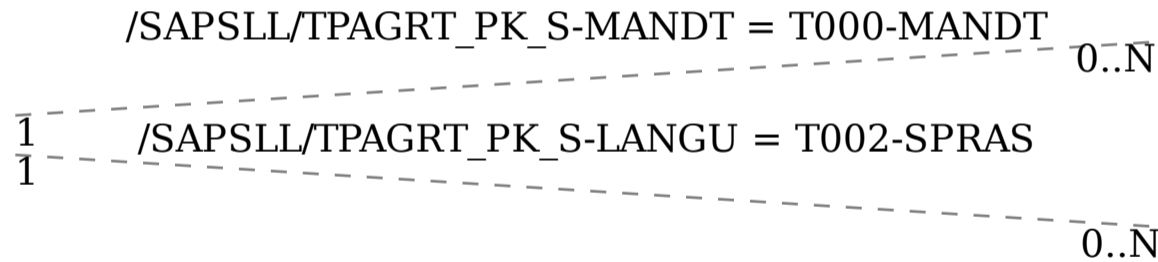 /SAPSLL/TPAGRT_PK_S-MANDT = T000-MANDT
0..N
1
/SAPSLL/TPAGRT_PK_S-LANGU = T002-SPRAS
1
0..N